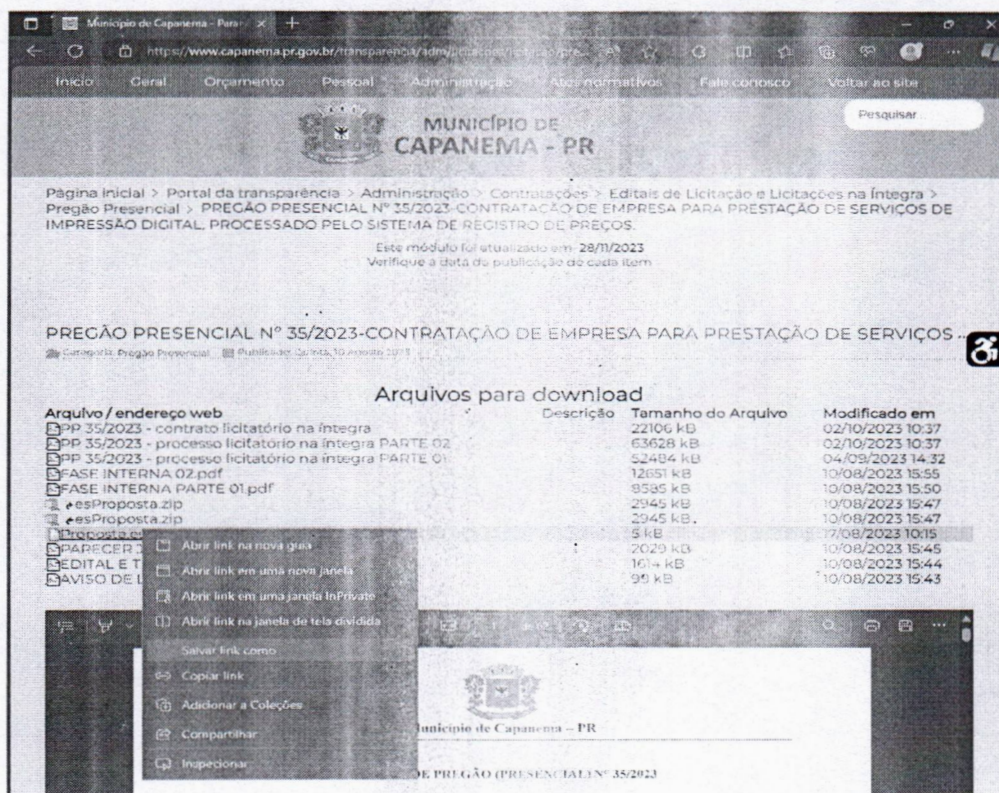 Município de Capanema - Para
https://www.capanema.pr.gov.br/transparencia/adm/licitacoes/licitacao/pre...
Início Geral Orçamento Pessoal Administração Atos normativos Fale conosco Voltar ao site
Pesquisar...
MUNICÍPIO DE
CAPANEMA - PR
Página inicial > Portal da transparência > Administração > Contratações > Editais de Licitação e Licitações na Íntegra >
Pregão Presencial > PREGÃO PRESENCIAL Nº 35/2023-CONTRATAÇÃO DE EMPRESA PARA PRESTAÇÃO DE SERVIÇOS DE
IMPRESSÃO DIGITAL, PROCESSADO PELO SISTEMA DE REGISTRO DE PREÇOS.
Este módulo foi atualizado em 28/11/2023
Verifique a data da publicação de cada item
PREGÃO PRESENCIAL Nº 35/2023-CONTRATAÇÃO DE EMPRESA PARA PRESTAÇÃO DE SERVIÇOS ...
Categoria: Pregão Presencial Publicado: Quinta, 10 Agosto 2023
Arquivos para download
Arquivo / endereço web Descrição Tamanho do Arquivo Modificado em
PP 35/2023 - contrato licitatório na íntegra 22106 kB 02/10/2023 10:37
PP 35/2023 - processo licitatório na íntegra PARTE 02 63628 kB 02/10/2023 10:37
PP 35/2023 - processo licitatório na íntegra PARTE 01 52484 kB 04/09/2023 14:32
FASE INTERNA 02.pdf 12651 kB 10/08/2023 15:55
FASE INTERNA PARTE 01.pdf 8585 kB 10/08/2023 15:50
esProposta.zip 2945 kB 10/08/2023 15:47
esProposta.zip 2945 kB 10/08/2023 15:47
Proposta.es 5 kB 17/08/2023 10:15
PARECER J 2029 kB 10/08/2023 15:45
EDITAL E T 1614 kB 10/08/2023 15:44
AVISO DE L 99 kB 10/08/2023 15:43
Abrir link na nova guia
Abrir link em uma nova janela
Abrir link em uma janela InPrivate
Abrir link na janela de tela dividida
Salvar link como
Copiar link
Adicionar a Coleções
Compartilhar
Inspecionar
Município de Capanema – PR
DE PREGÃO (PRESENCIAL) Nº 35/2023